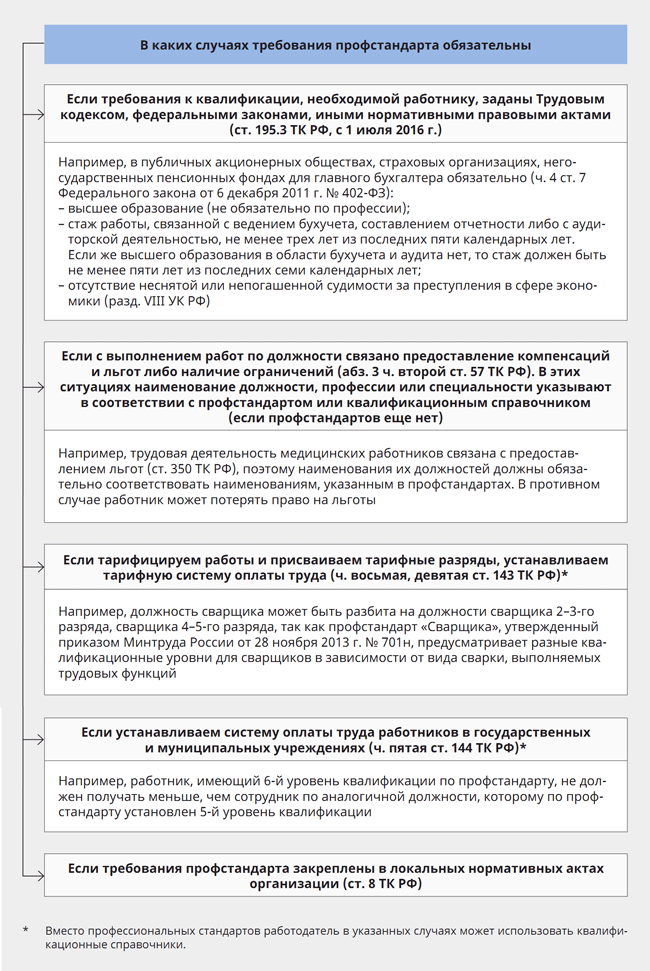 В каких случаях требования профстандарта обязательны
Если требования к квалификации, необходимой работнику, заданы Трудовым
кодексом, федеральными законами, иными нормативными правовыми актами
(ст. 195.3 ТК РФ, с 1 июля 2016 г.)
Например, в публичных акционерных обществах, страховых организациях, него-
сударственных пенсионных фондах для главного бухгалтера обязательно (ч. 4 ст. 7
Федерального закона от 6 декабря 2011 г. № 402-ФЗ):
– высшее образование (не обязательно по профессии);
– стаж работы, связанной с ведением бухучета, составлением отчетности либо с ауди-
торской деятельностью, не менее трех лет из последних пяти календарных лет.
Если же высшего образования в области бухучета и аудита нет, то стаж должен быть
не менее пяти лет из последних семи календарных лет;
– отсутствие неснятой или непогашенной судимости за преступления в сфере эконо-
мики (разд. VIII УК РФ)
Если с выполнением работ по должности связано предоставление компенсаций
и льгот либо наличие ограничений (абз. 3 ч. второй ст. 57 ТК РФ). В этих
ситуациях наименование должности, профессии или специальности указывают
в соответствии с профстандартом или квалификационным справочником
(если профстандартов еще нет)
Например, трудовая деятельность медицинских работников связана с предостав-
лением льгот (ст. 350 ТК РФ), поэтому наименования их должностей должны обяза-
тельно соответствовать наименованиям, указанным в профстандартах. В противном
случае работник может потерять право на льготы
Если тарифицируем работы и присваиваем тарифные разряды, устанавливаем
тарифную систему оплаты труда (ч. восьмая, девятая ст. 143 ТК РФ)*
Например, должность сварщика может быть разбита на должности сварщика 2–3-го
разряда, сварщика 4–5-го разряда, так как профстандарт «Сварщика», утвержденный
приказом Минтруда России от 28 ноября 2013 г. № 701н, предусматривает разные ква-
лификационные уровни для сварщиков в зависимости от вида сварки, выполняемых
трудовых функций
Если устанавливаем систему оплаты труда работников в государственных
и муниципальных учреждениях (ч. пятая ст. 144 ТК РФ)*
Например, работник, имеющий 6-й уровень квалификации по профстандарту, не дол-
жен получать меньше, чем сотрудник по аналогичной должности, которому по проф-
стандарту установлен 5-й уровень квалификации
Если требования профстандарта закреплены в локальных нормативных актах
организации (ст. 8 ТК РФ)
* Вместо профессиональных стандартов работодатель в указанных случаях может использовать квалифи-
кационные справочники.